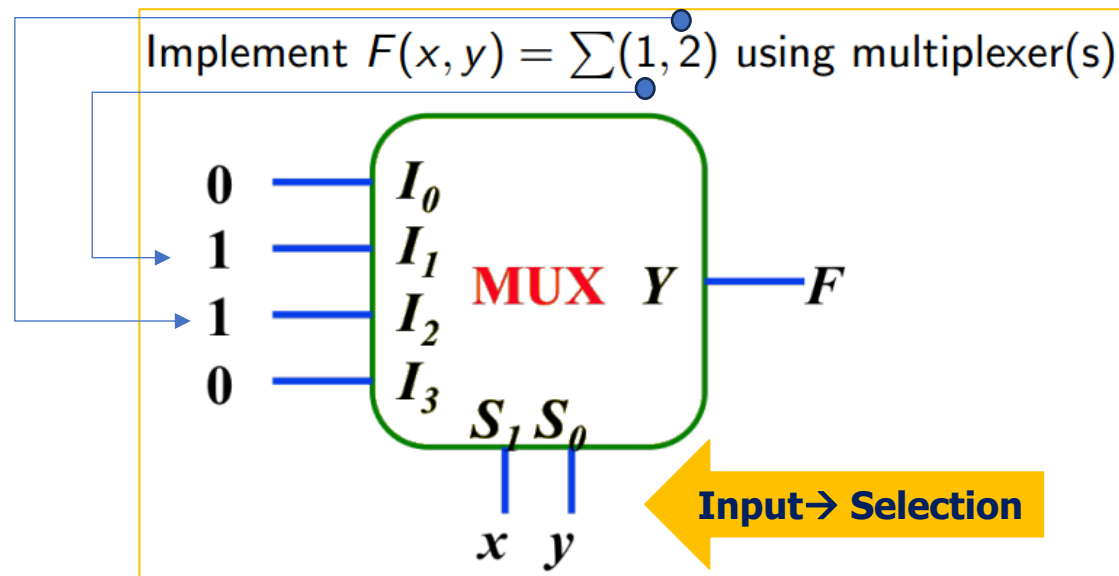 Implement F(x, y) = ∑(1, 2) using multiplexer(s)
0 I₀
1 I₁
MUX Y F
1 I₂
0 I₃
S₁ S₀
Input→ Selection
x y